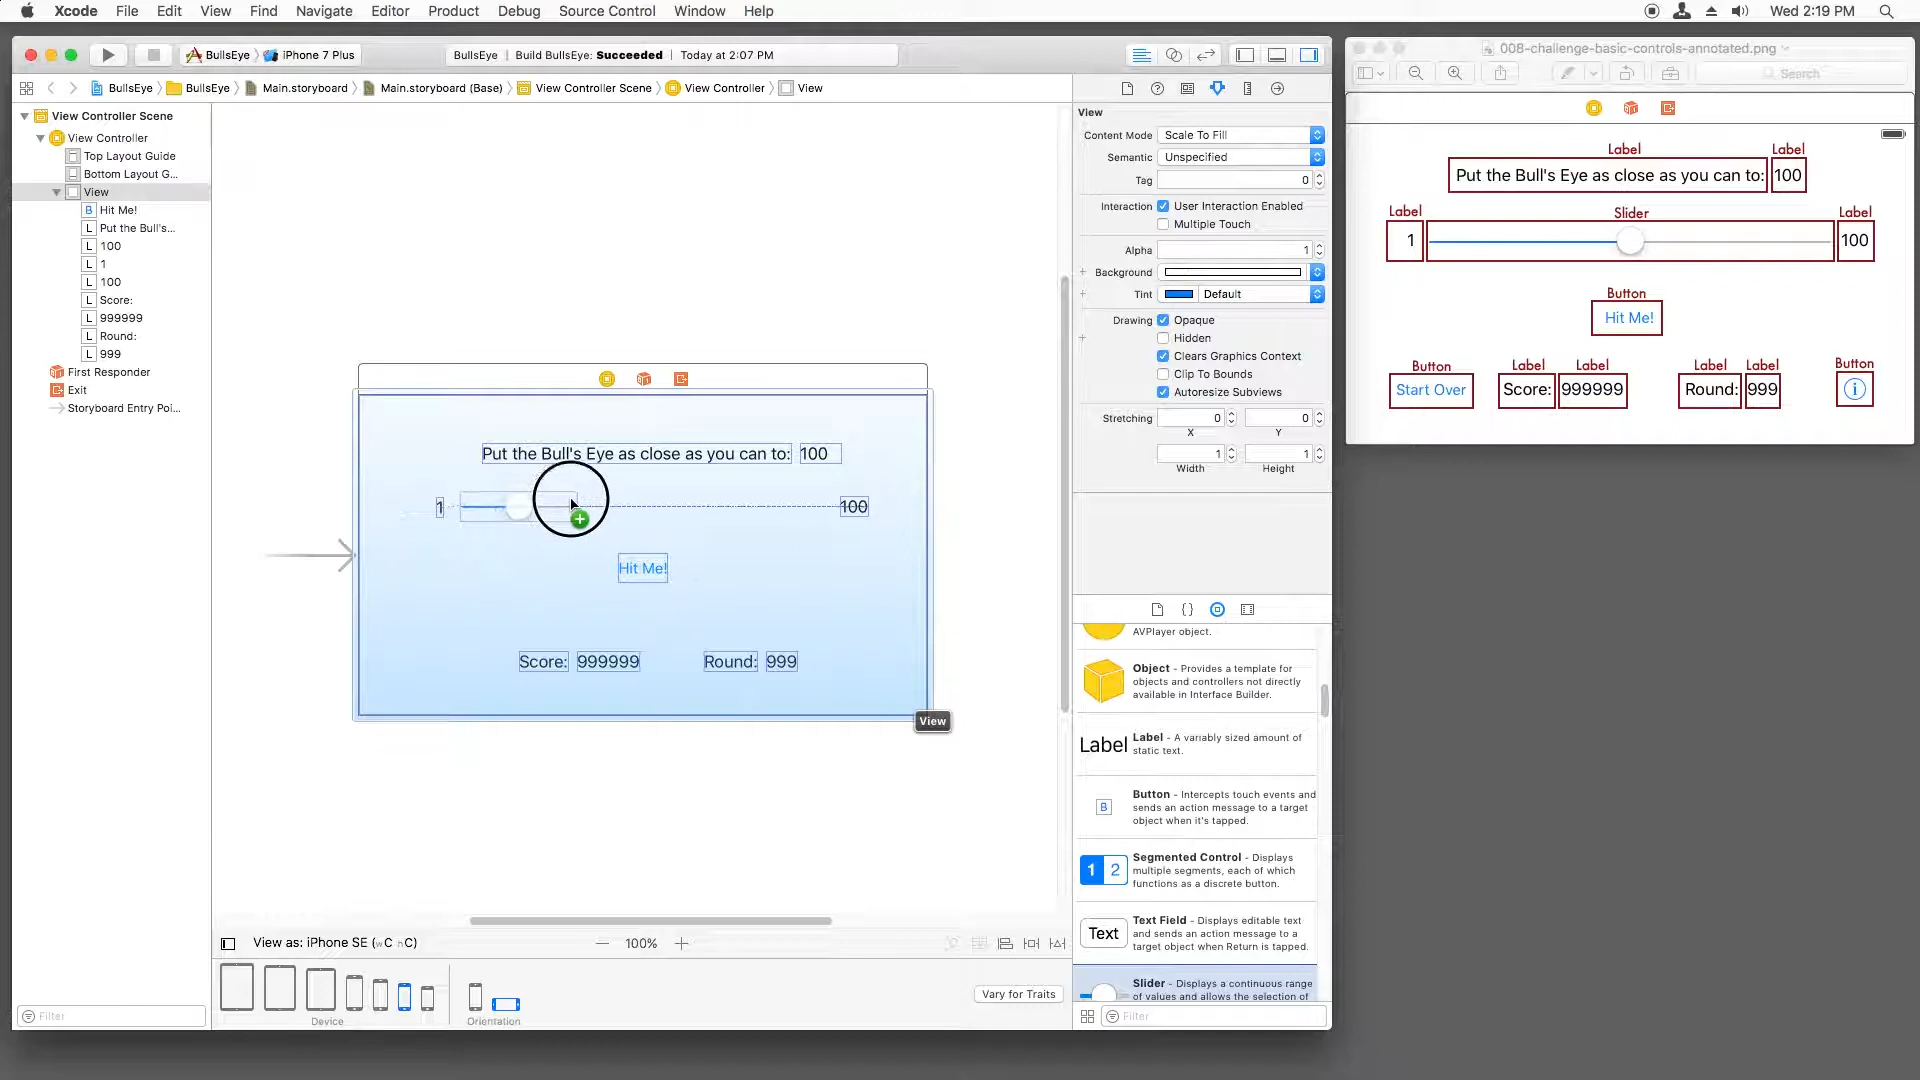 Xcode File Edit View Find Navigate Editor Product Debug Source Control Window Help
Wed 2:19 PM
BullsEye iPhone 7 Plus
BullsEye | Build BullsEye: Succeeded | Today at 2:07 PM
BullsEye BullsEye Main.storyboard Main.storyboard (Base) View Controller Scene View Controller View
View Controller Scene
View Controller
Top Layout Guide
Bottom Layout G...
View
B Hit Me!
L Put the Bull's...
L 100
L 1
L 100
L Score:
L 999999
L Round:
L 999
First Responder
Exit
Storyboard Entry Poi...
Filter
Put the Bull's Eye as close as you can to: 100
1 100
Hit Me!
Score: 999999 Round: 999
View
View as: iPhone SE (wC hC)
100%
Device
Orientation
Vary for Traits
View
Content Mode Scale To Fill
Semantic Unspecified
Tag 0
Interaction User Interaction Enabled
Multiple Touch
Alpha 1
Background
Tint Default
Drawing Opaque
Hidden
Clears Graphics Context
Clip To Bounds
Autoresize Subviews
Stretching 0 0
X Y
1 1
Width Height
AVPlayer object.
Object - Provides a template for
objects and controllers not directly
available in Interface Builder.
Label
Label - A variably sized amount of
static text.
B
Button - Intercepts touch events and
sends an action message to a target
object when it's tapped.
1 2
Segmented Control - Displays
multiple segments, each of which
functions as a discrete button.
Text
Text Field - Displays editable text
and sends an action message to a
target object when Return is tapped.
Slider - Displays a continuous range
of values and allows the selection of
Filter
008-challenge-basic-controls-annotated.png
Search
Label Label
Put the Bull's Eye as close as you can to: 100
Label Slider Label
1 100
Button
Hit Me!
Button Label Label Label Label Button
Start Over Score: 999999 Round: 999 i